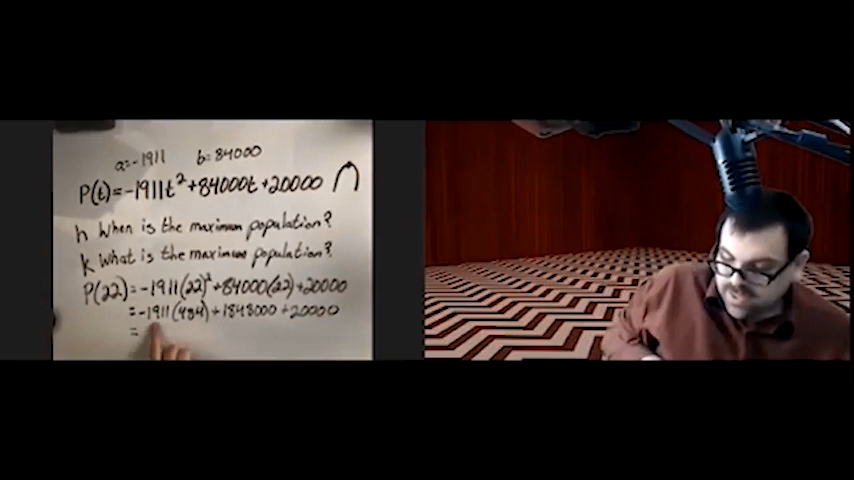 a=-1911 b=84000
P(t)=-1911t²+84000t+20000
h When is the maximum population?
k What is the maximum population?
P(22)=-1911(22)²+84000(22)+20000
=-1911(484)+1848000+20000
=